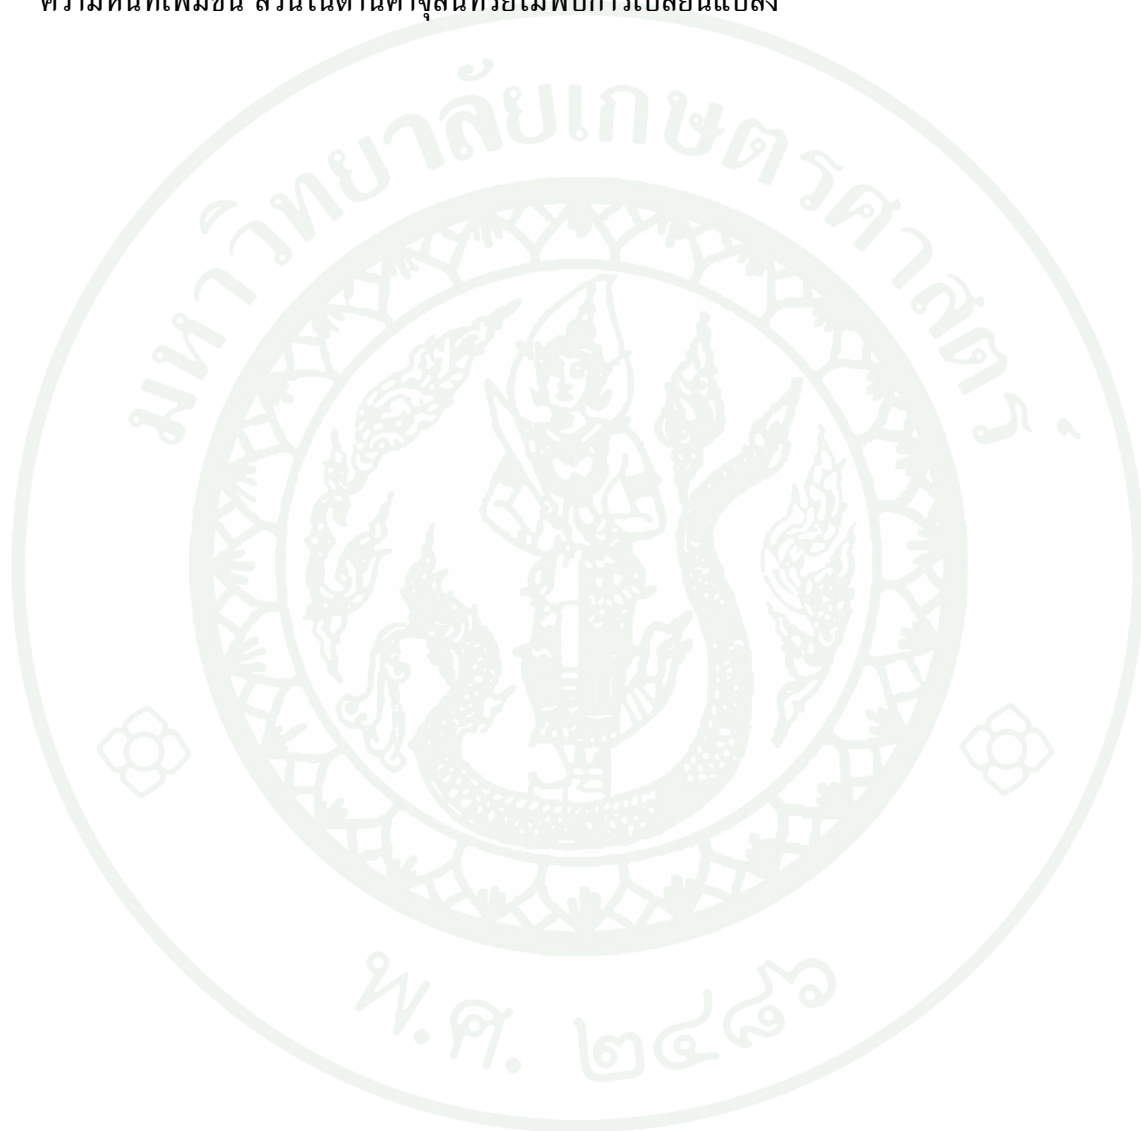 ความหืนที่เพิ่มขึ้น ส่วนในด้านค่าจุลินทรีย์ไม่พบการเปลี่ยนแปลง
มหาวิทยาลัยเกษตรศาสตร์
พ.ศ. ๒๔๘๖